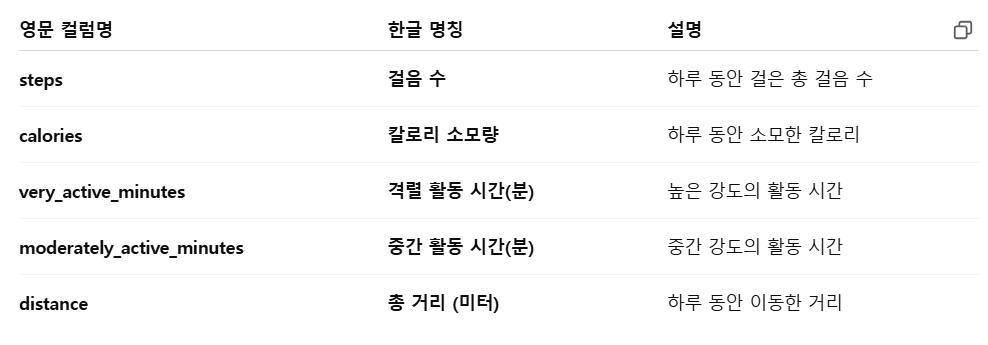 영문 컬럼명 한글 명칭 설명
steps 걸음 수 하루 동안 걸은 총 걸음 수
calories 칼로리 소모량 하루 동안 소모한 칼로리
very_active_minutes 격렬 활동 시간(분) 높은 강도의 활동 시간
moderately_active_minutes 중간 활동 시간(분) 중간 강도의 활동 시간
distance 총 거리 (미터) 하루 동안 이동한 거리